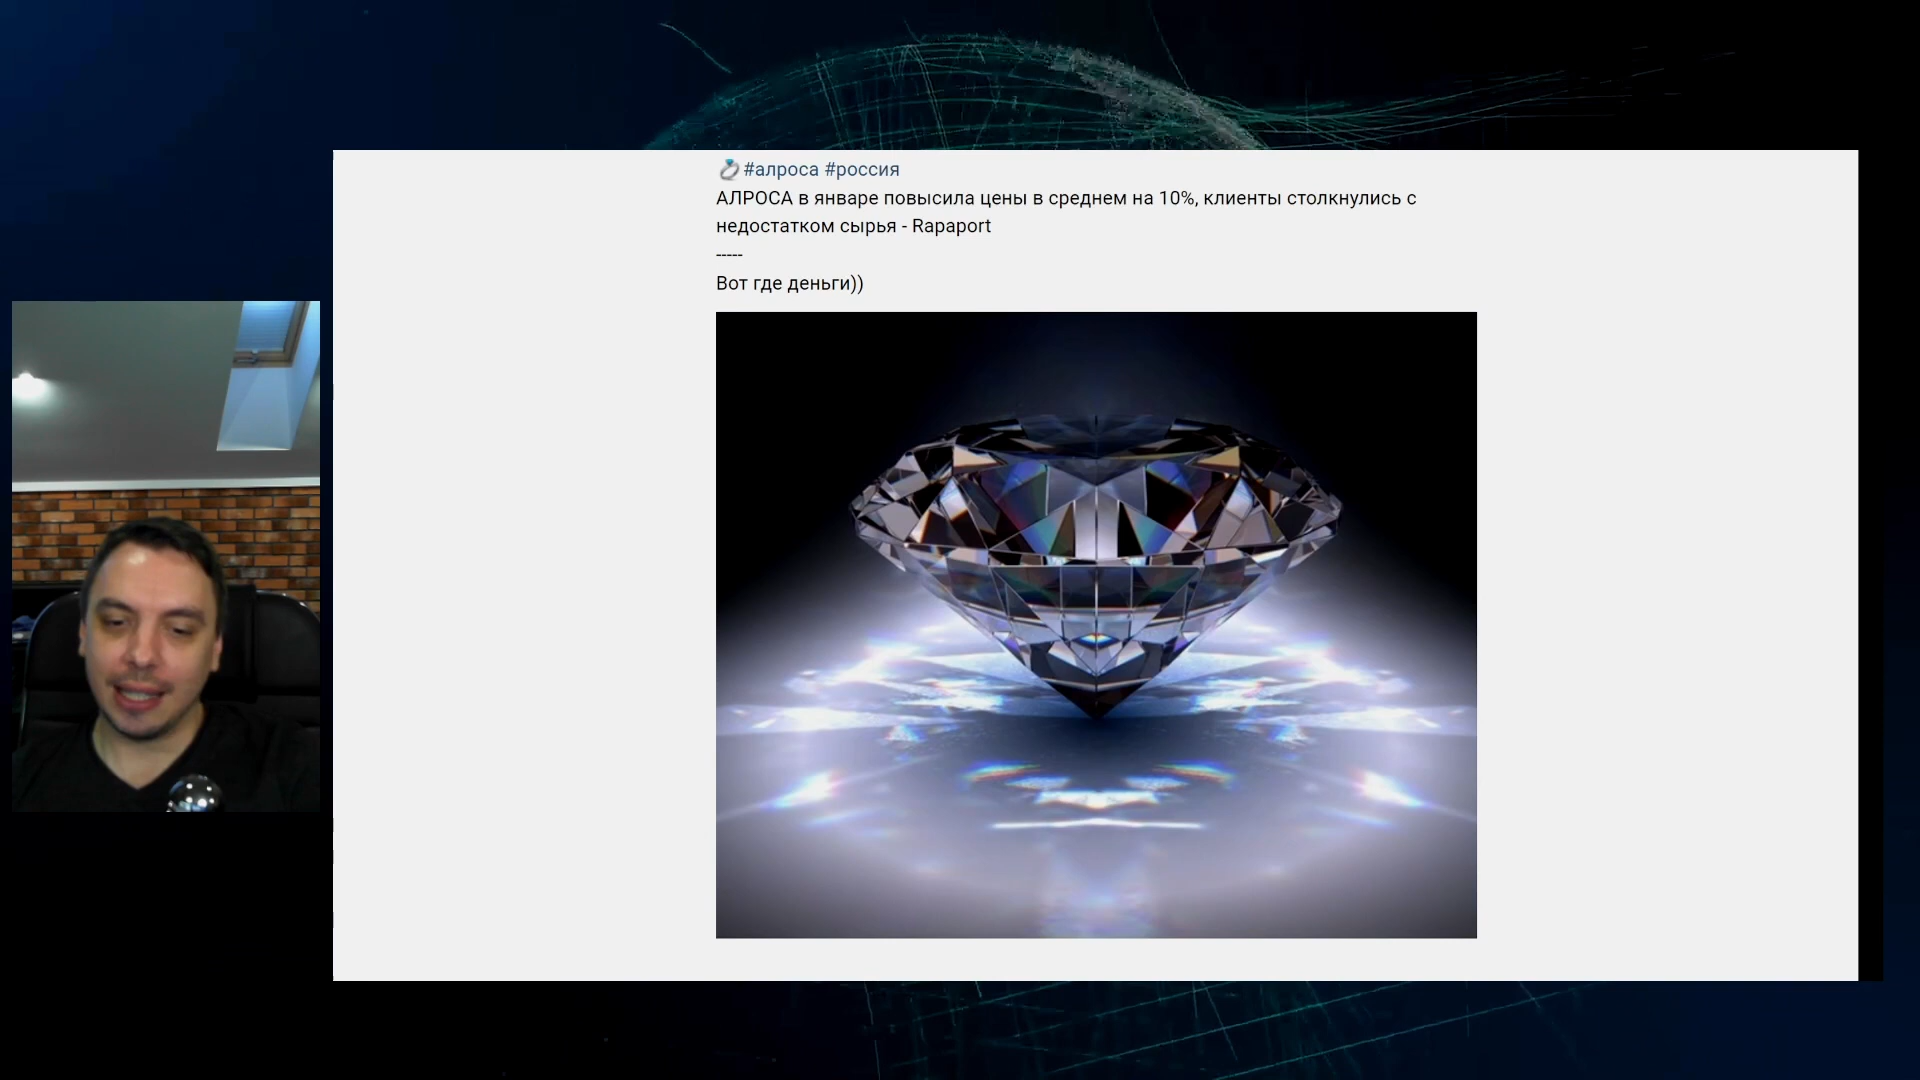 #алроса #россия
АЛРОСА в январе повысила цены в среднем на 10%, клиенты столкнулись с
недостатком сырья - Rapaport
-----
Вот где деньги))